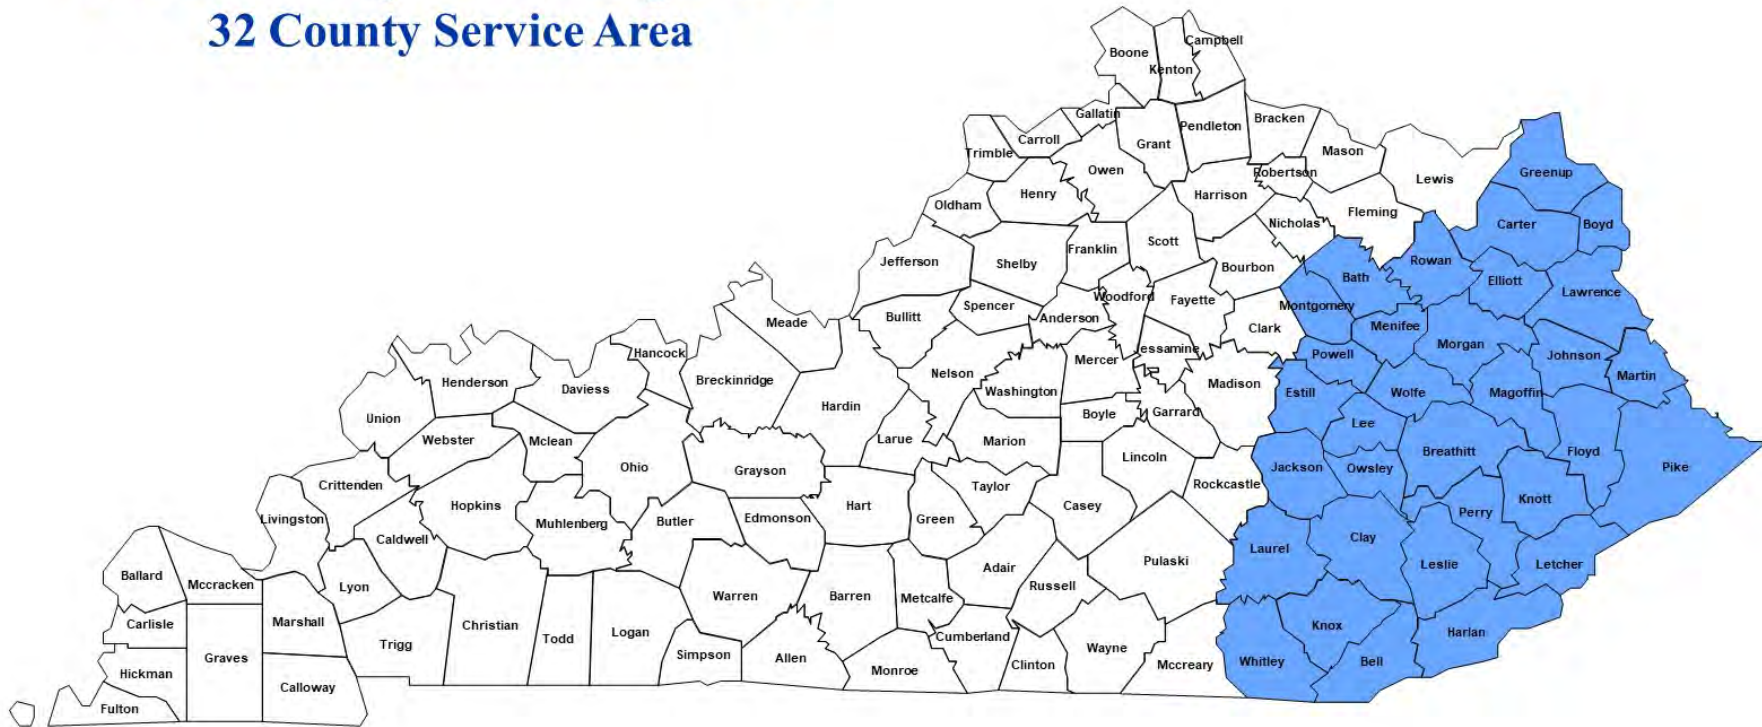 32 County Service Area
Boone
Campbell
Kenton
Gallatin
Carroll
Trimble
Grant
Pendleton
Bracken
Mason
Robertson
Lewis
Greenup
Owen
Henry
Oldham
Harrison
Fleming
Nicholas
Carter
Boyd
Scott
Franklin
Jefferson
Shelby
Bourbon
Bath
Rowan
Elliott
Lawrence
Woodford
Fayette
Montgomery
Spencer
Bullitt
Anderson
Meade
Clark
Menifee
Morgan
Johnson
Martin
Hancock
Jessamine
Powell
Mercer
Nelson
Breckinridge
Henderson
Daviess
Washington
Madison
Estill
Wolfe
Magoffin
Union
Hardin
Boyle
Garrard
Lee
Webster
Mclean
Larue
Marion
Lincoln
Breathitt
Floyd
Ohio
Grayson
Jackson
Owsley
Pike
Crittenden
Taylor
Rockcastle
Knott
Hopkins
Hart
Casey
Livingston
Muhlenberg
Butler
Edmonson
Green
Perry
Caldwell
Clay
Laurel
Pulaski
Leslie
Letcher
Adair
Ballard
Mccracken
Lyon
Russell
Warren
Barren
Metcalfe
Carlisle
Marshall
Christian
Todd
Logan
Knox
Harlan
Cumberland
Trigg
Graves
Simpson
Allen
Wayne
Monroe
Clinton
Mccreary
Whitley
Bell
Hickman
Calloway
Fulton